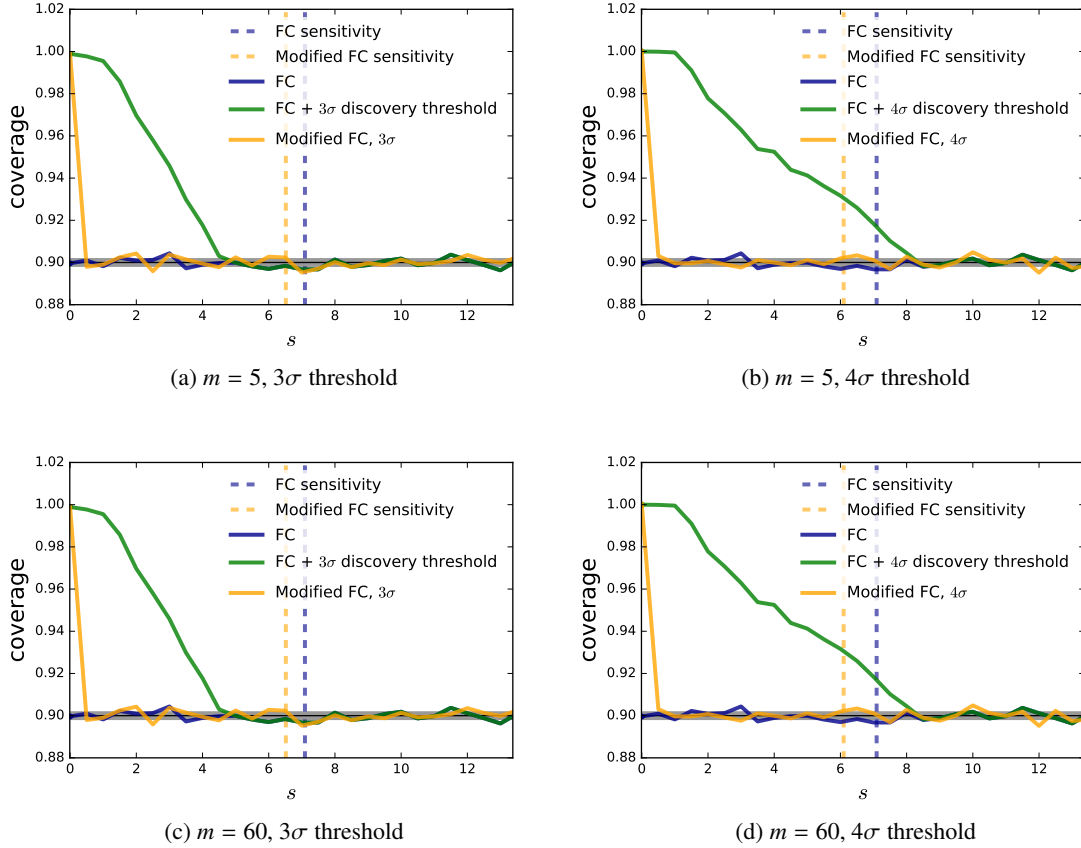 1.02
1.00
0.98
0.96
0.94
0.92
0.90
0.88
coverage
FC sensitivity
Modified FC sensitivity
FC
FC + 3σ discovery threshold
Modified FC, 3σ
0 2 4 6 8 10 12
s
(a) m = 5, 3σ threshold
1.02
1.00
0.98
0.96
0.94
0.92
0.90
0.88
coverage
FC sensitivity
Modified FC sensitivity
FC
FC + 4σ discovery threshold
Modified FC, 4σ
0 2 4 6 8 10 12
s
(b) m = 5, 4σ threshold
1.02
1.00
0.98
0.96
0.94
0.92
0.90
0.88
coverage
FC sensitivity
Modified FC sensitivity
FC
FC + 3σ discovery threshold
Modified FC, 3σ
0 2 4 6 8 10 12
s
(c) m = 60, 3σ threshold
1.02
1.00
0.98
0.96
0.94
0.92
0.90
0.88
coverage
FC sensitivity
Modified FC sensitivity
FC
FC + 4σ discovery threshold
Modified FC, 4σ
0 2 4 6 8 10 12
s
(d) m = 60, 4σ threshold